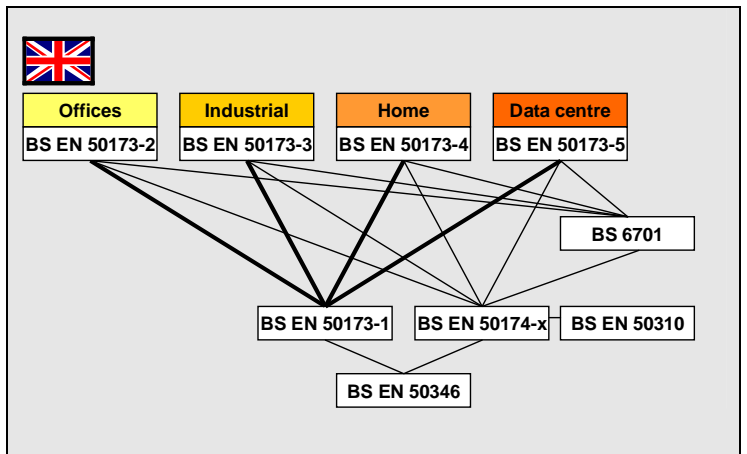 Offices
Industrial
Home
Data centre
BS EN 50173-2
BS EN 50173-3
BS EN 50173-4
BS EN 50173-5
BS 6701
BS EN 50173-1
BS EN 50174-x
BS EN 50310
BS EN 50346